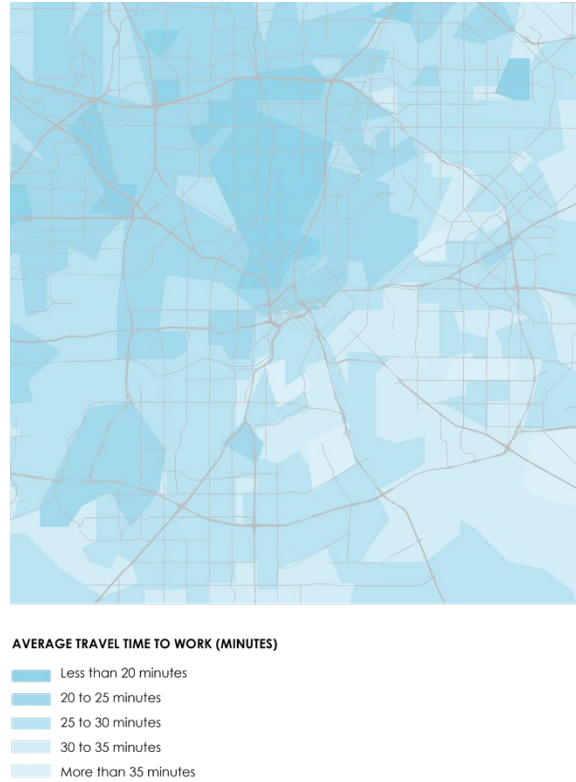 AVERAGE TRAVEL TIME TO WORK (MINUTES)
Less than 20 minutes
20 to 25 minutes
25 to 30 minutes
30 to 35 minutes
More than 35 minutes